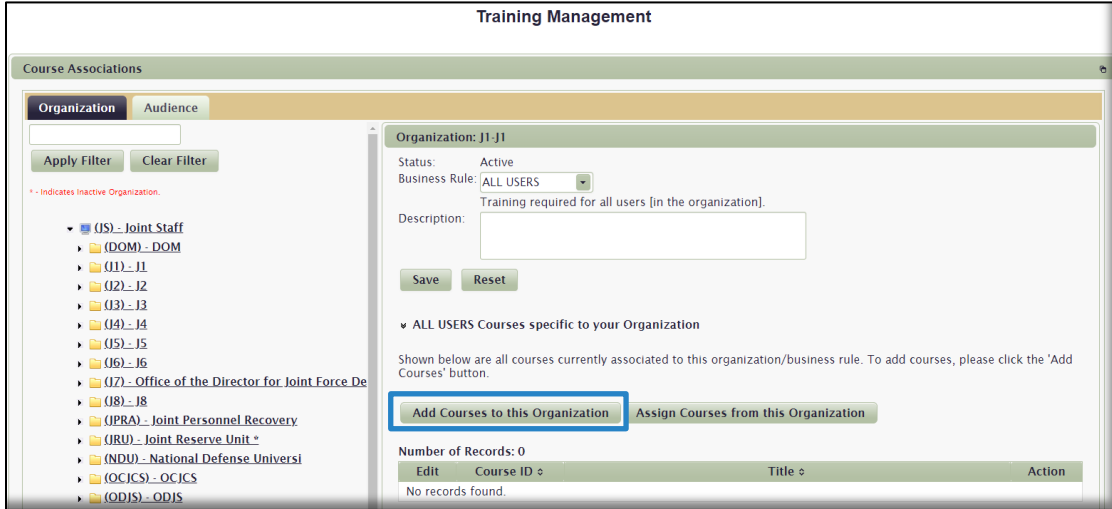 Training Management
Course Associations
Organization Audience
Apply Filter Clear Filter
* - Indicates Inactive Organization.
(JS) - Joint Staff
(DOM) - DOM
(J1) - J1
(J2) - J2
(J3) - J3
(J4) - J4
(J5) - J5
(J6) - J6
(J7) - Office of the Director for Joint Force De
(J8) - J8
(JPRA) - Joint Personnel Recovery
(JRU) - Joint Reserve Unit *
(NDU) - National Defense Universi
(OCJCS) - OCJCS
(ODJS) - ODJS
Organization: J1-J1
Status: Active
Business Rule: ALL USERS
Training required for all users [in the organization].
Description:
Save Reset
ALL USERS Courses specific to your Organization
Shown below are all courses currently associated to this organization/business rule. To add courses, please click the 'Add
Courses' button.
Add Courses to this Organization Assign Courses from this Organization
Number of Records: 0
Edit Course ID Title Action
No records found.